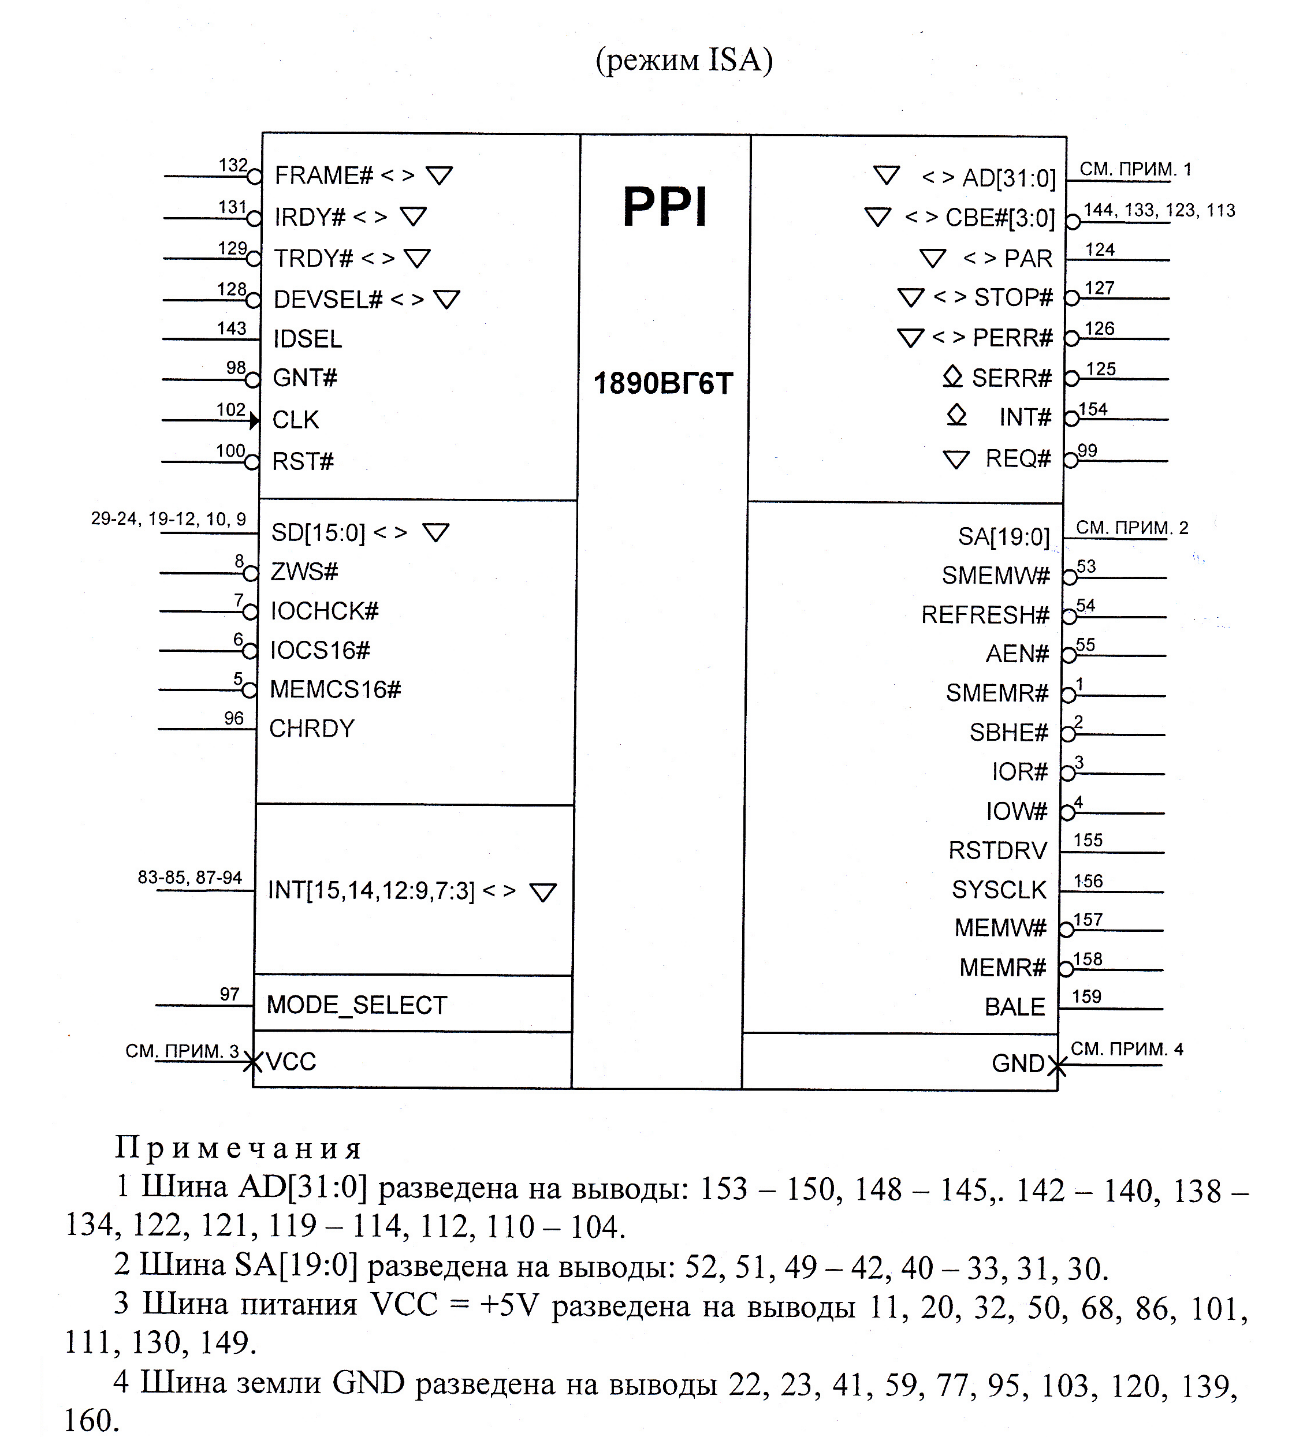 (режим ISA)
132 FRAME# < >
131 IRDY# < >
129 TRDY# < >
128 DEVSEL# < >
143 IDSEL
98 GNT#
102 CLK
100 RST#
29-24, 19-12, 10, 9 SD[15:0] < >
8 ZWS#
7 IOCHCK#
6 IOCS16#
5 MEMCS16#
96 CHRDY
83-85, 87-94 INT[15,14,12:9,7:3] < >
97 MODE_SELECT
СМ. ПРИМ. 3 VCC
PPI
1890ВГ6Т
< > AD[31:0] СМ. ПРИМ. 1
< > CBE#[3:0] 144, 133, 123, 113
< > PAR 124
< > STOP# 127
< > PERR# 126
SERR# 125
INT# 154
REQ# 99
SA[19:0] СМ. ПРИМ. 2
SMEMW# 53
REFRESH# 54
AEN# 55
SMEMR# 1
SBHE# 2
IOR# 3
IOW# 4
RSTDRV 155
SYSCLK 156
MEMW# 157
MEMR# 158
BALE 159
GND СМ. ПРИМ. 4
Примечания
1 Шина AD[31:0] разведена на выводы: 153 – 150, 148 – 145,. 142 – 140, 138 –
134, 122, 121, 119 – 114, 112, 110 – 104.
2 Шина SA[19:0] разведена на выводы: 52, 51, 49 – 42, 40 – 33, 31, 30.
3 Шина питания VCC = +5V разведена на выводы 11, 20, 32, 50, 68, 86, 101,
111, 130, 149.
4 Шина земли GND разведена на выводы 22, 23, 41, 59, 77, 95, 103, 120, 139,
160.